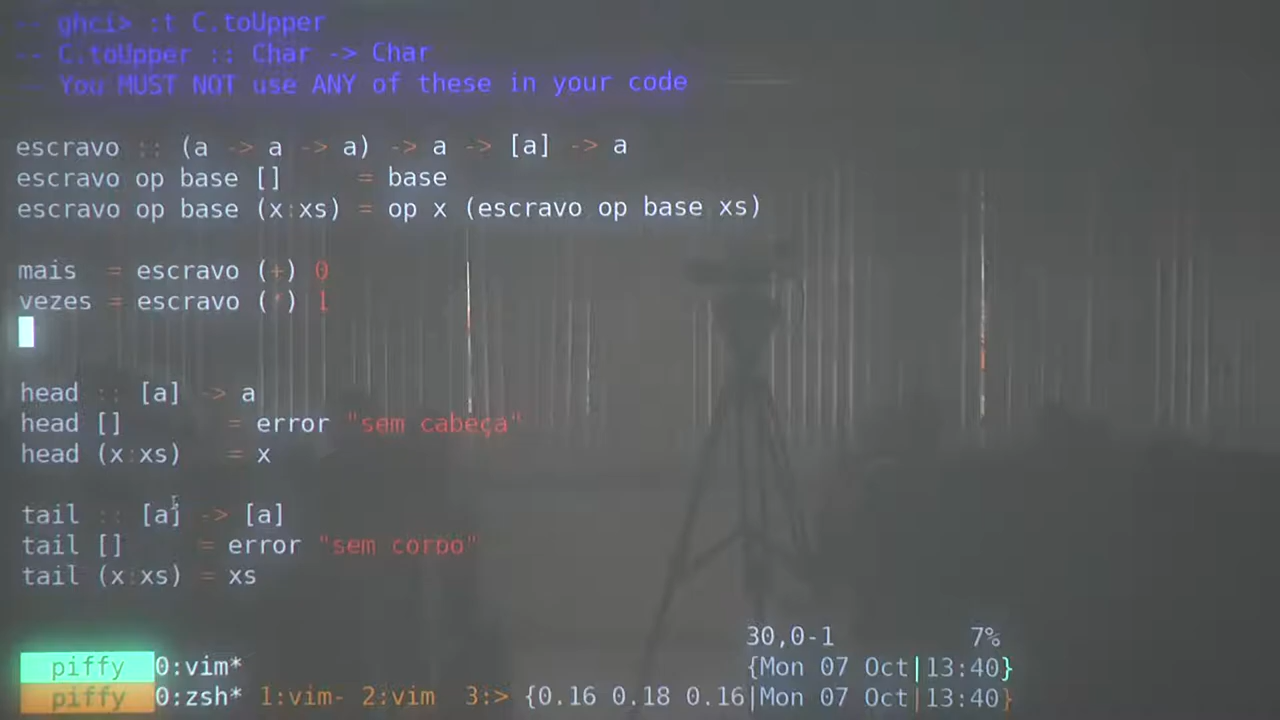 -- ghci> :t C.toUpper
-- C.toUpper :: Char -> Char
-- You MUST NOT use ANY of these in your code
escravo :: (a -> a -> a) -> a -> [a] -> a
escravo op base [] = base
escravo op base (x:xs) = op x (escravo op base xs)
mais = escravo (+) 0
vezes = escravo (*) 1
head :: [a] -> a
head [] = error "sem cabeça"
head (x:xs) = x
tail :: [a] -> [a]
tail [] = error "sem corpo"
tail (x:xs) = xs
30,0-1 7%
piffy 0:vim* {Mon 07 Oct|13:40}
piffy 0:zsh* 1:vim- 2:vim 3:> {0.16 0.18 0.16|Mon 07 Oct|13:40}